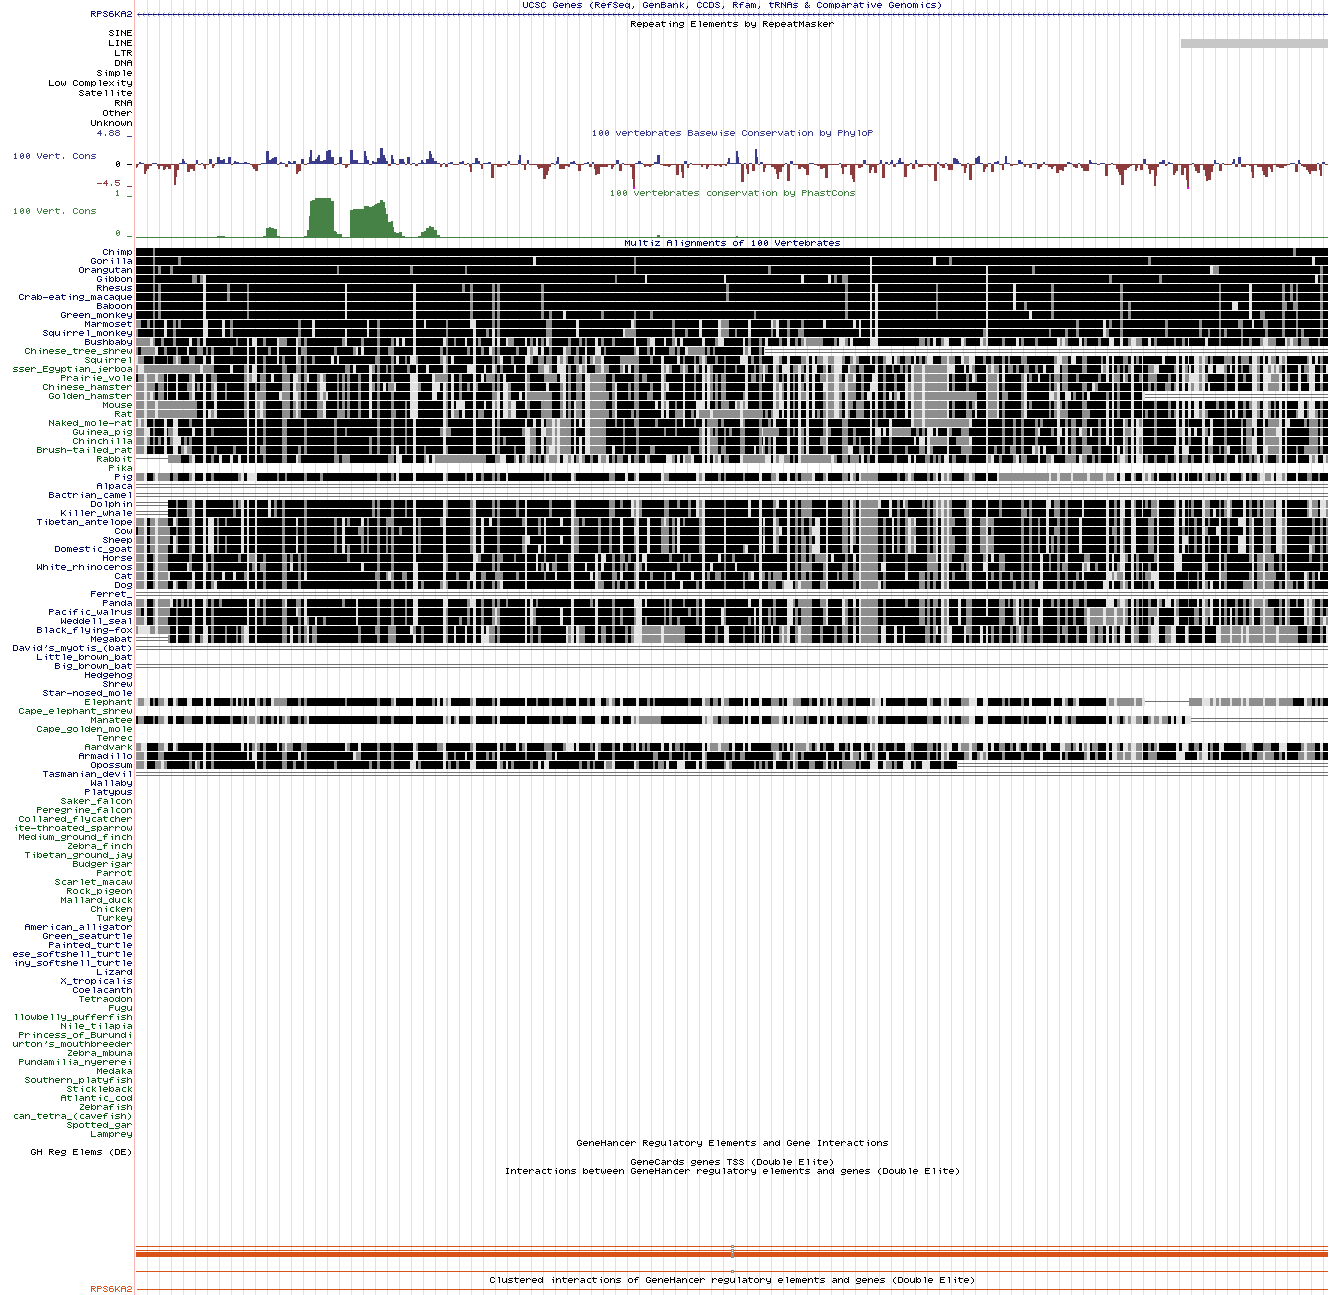 UCSC Genes (RefSeq, GenBank, CCDS, Rfam, tRNAs & Comparative Genomics)
RPS6KA2
Repeating Elements by RepeatMasker
SINE
LINE
LTR
DNA
Simple
Low Complexity
Satellite
RNA
Other
Unknown
4.88 _
100 vertebrates Basewise Conservation by PhyloP
100 Vert. Cons
0 _
-4.5 _
100 vertebrates conservation by PhastCons
1 _
100 Vert. Cons
0 _
Multiz Alignments of 100 Vertebrates
Chimp
Gorilla
Orangutan
Gibbon
Rhesus
Crab-eating_macaque
Baboon
Green_monkey
Marmoset
Squirrel_monkey
Bushbaby
Chinese_tree_shrew
Squirrel
sser_Egyptian_jerboa
Prairie_vole
Chinese_hamster
Golden_hamster
Mouse
Rat
Naked_mole-rat
Guinea_pig
Chinchilla
Brush-tailed_rat
Rabbit
Pika
Pig
Alpaca
Bactrian_camel
Dolphin
Killer_whale
Tibetan_antelope
Cow
Sheep
Domestic_goat
Horse
White_rhinoceros
Cat
Dog
Ferret_
Panda
Pacific_walrus
Weddell_seal
Black_flying-fox
Megabat
David's_myotis_(bat)
Little_brown_bat
Big_brown_bat
Hedgehog
Shrew
Star-nosed_mole
Elephant
Cape_elephant_shrew
Manatee
Cape_golden_mole
Tenrec
Aardvark
Armadillo
Opossum
Tasmanian_devil
Wallaby
Platypus
Saker_falcon
Peregrine_falcon
Collared_flycatcher
ite-throated_sparrow
Medium_ground_finch
Zebra_finch
Tibetan_ground_jay
Budgerigar
Parrot
Scarlet_macaw
Rock_pigeon
Mallard_duck
Chicken
Turkey
American_alligator
Green_seaturtle
Painted_turtle
ese_softshell_turtle
iny_softshell_turtle
Lizard
X_tropicalis
Coelacanth
Tetraodon
Fugu
llowbelly_pufferfish
Nile_tilapia
Princess_of_Burundi
urton's_mouthbreeder
Zebra_mbuna
Pundamilia_nyererei
Medaka
Southern_platyfish
Stickleback
Atlantic_cod
Zebrafish
can_tetra_(cavefish)
Spotted_gar
Lamprey
GeneHancer Regulatory Elements and Gene Interactions
GH Reg Elems (DE)
GeneCards genes TSS (Double Elite)
Interactions between GeneHancer regulatory elements and genes (Double Elite)
Clustered interactions of GeneHancer regulatory elements and genes (Double Elite)
RPS6KA2